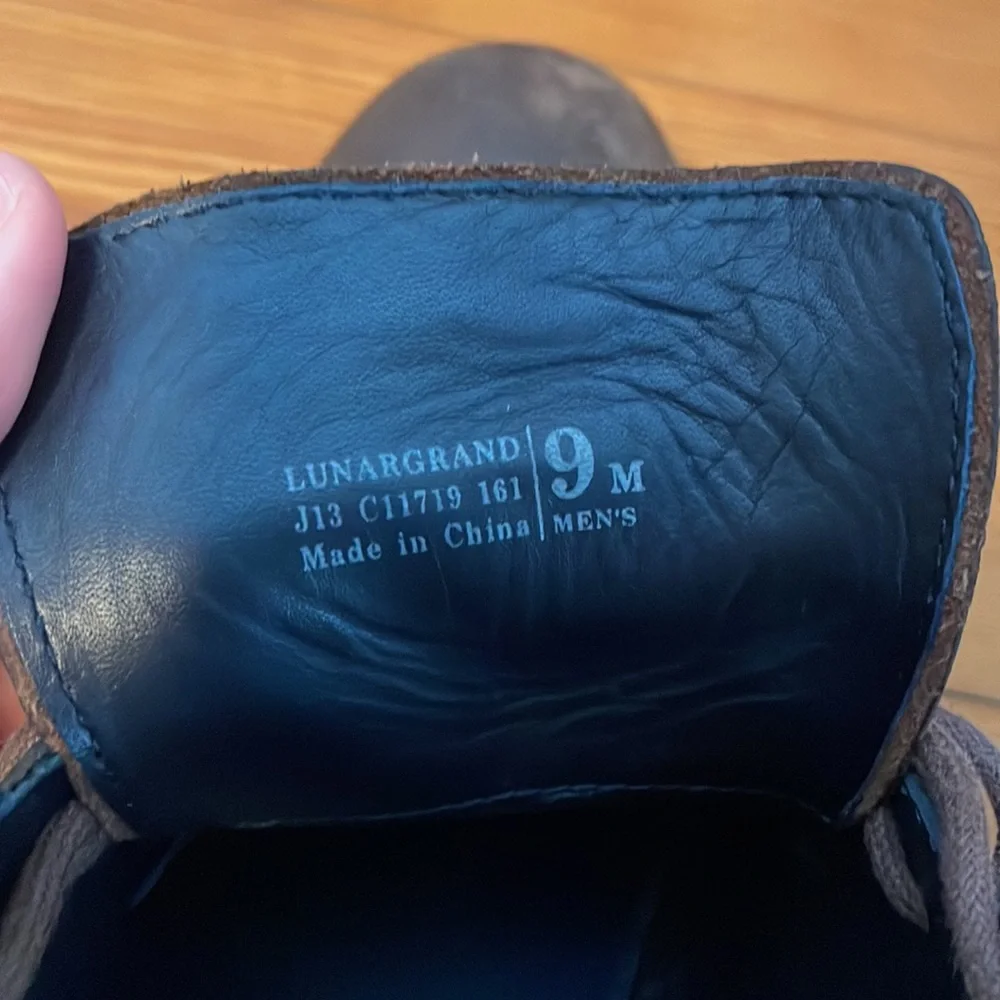 LUNARGRAND
J13 C11719 161
Made in China
9 M
MEN'S